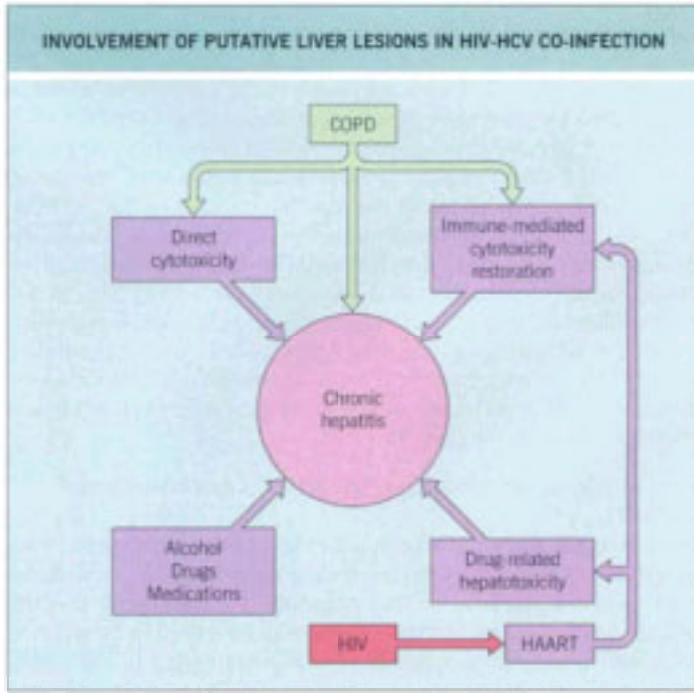 INVOLVEMENT OF PUTATIVE LIVER LESIONS IN HIV-HCV CO-INFECTION
COPD
Direct
cytotoxicity
Immune-mediated
cytotoxicity
restoration
Chronic
hepatitis
Alcohol
Drugs
Medications
Drug-related
hepatotoxicity
HIV
HAART